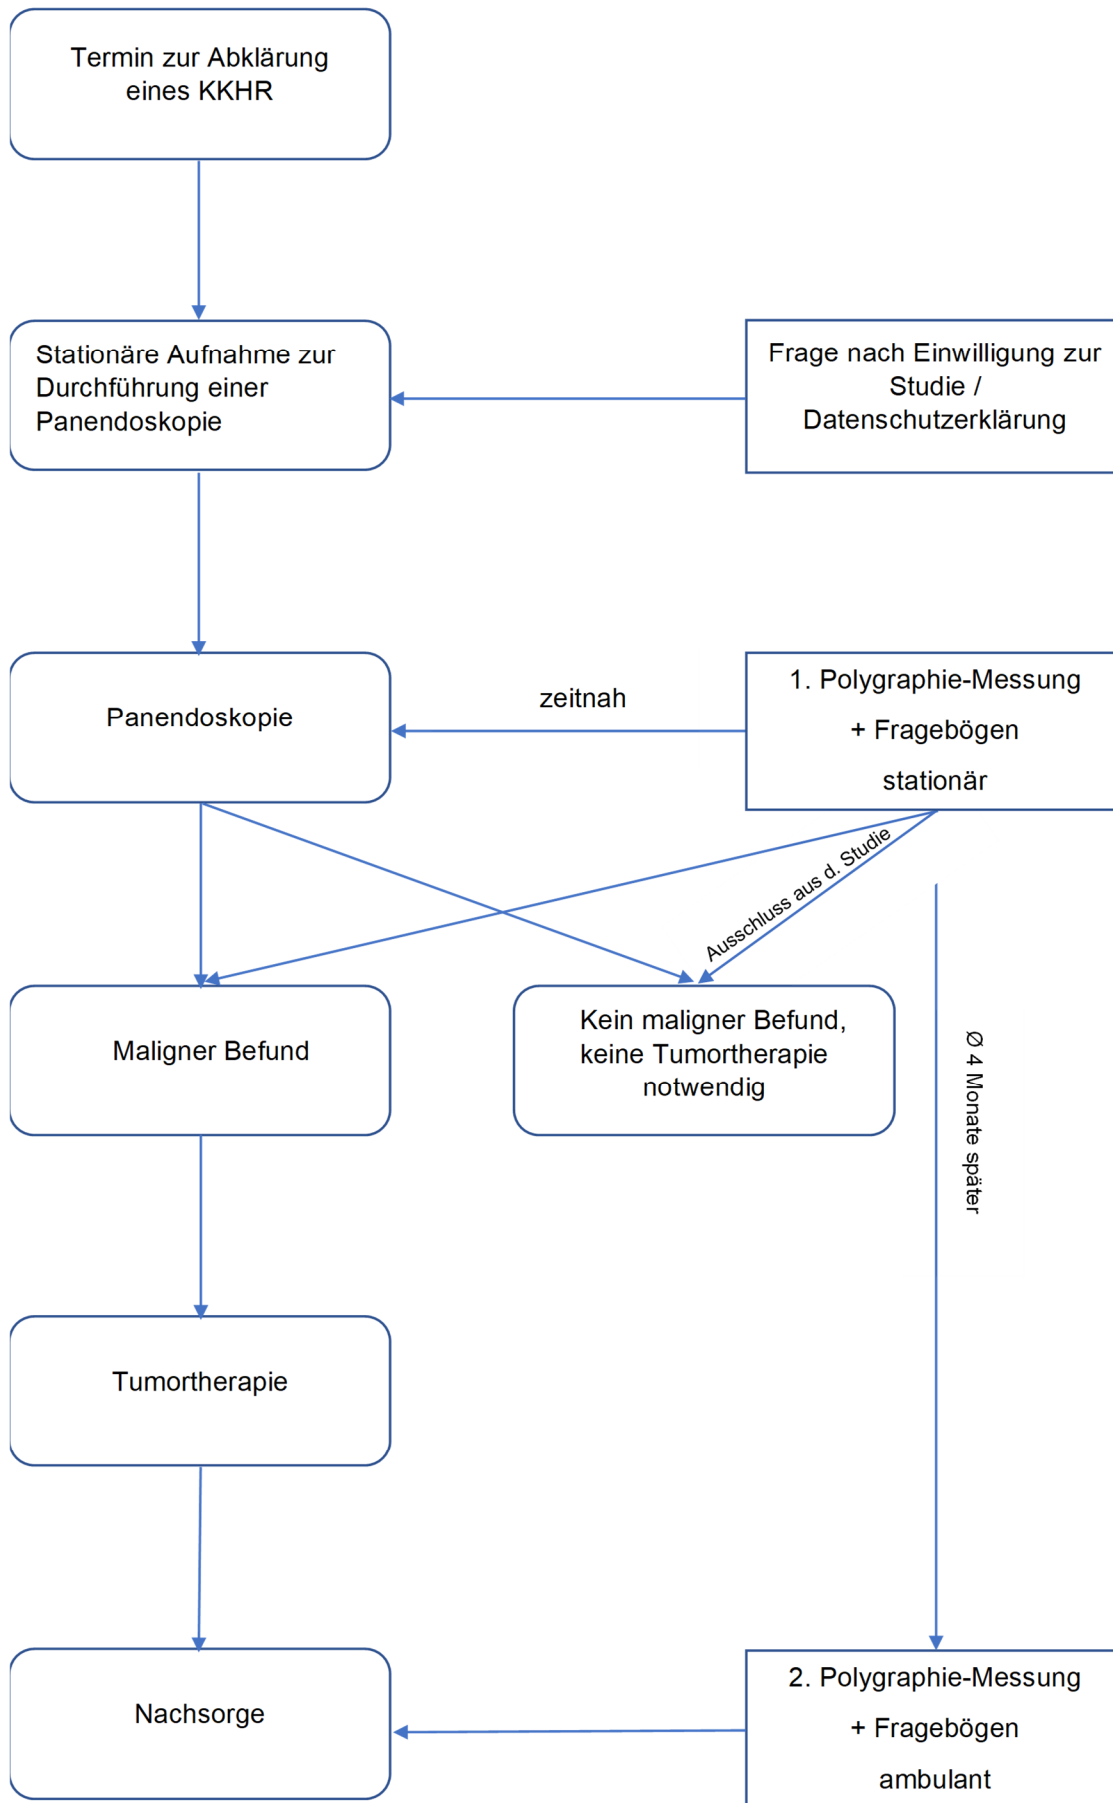 Termin zur Abklärung
eines KKHR
Stationäre Aufnahme zur
Durchführung einer
Panendoskopie
Frage nach Einwilligung zur
Studie /
Datenschutzerklärung
Panendoskopie
zeitnah
1. Polygraphie-Messung
+ Fragebögen
stationär
Ausschluss aus d. Studie
Maligner Befund
Kein maligner Befund,
keine Tumortherapie
notwendig
Ø 4 Monate später
Tumortherapie
Nachsorge
2. Polygraphie-Messung
+ Fragebögen
ambulant